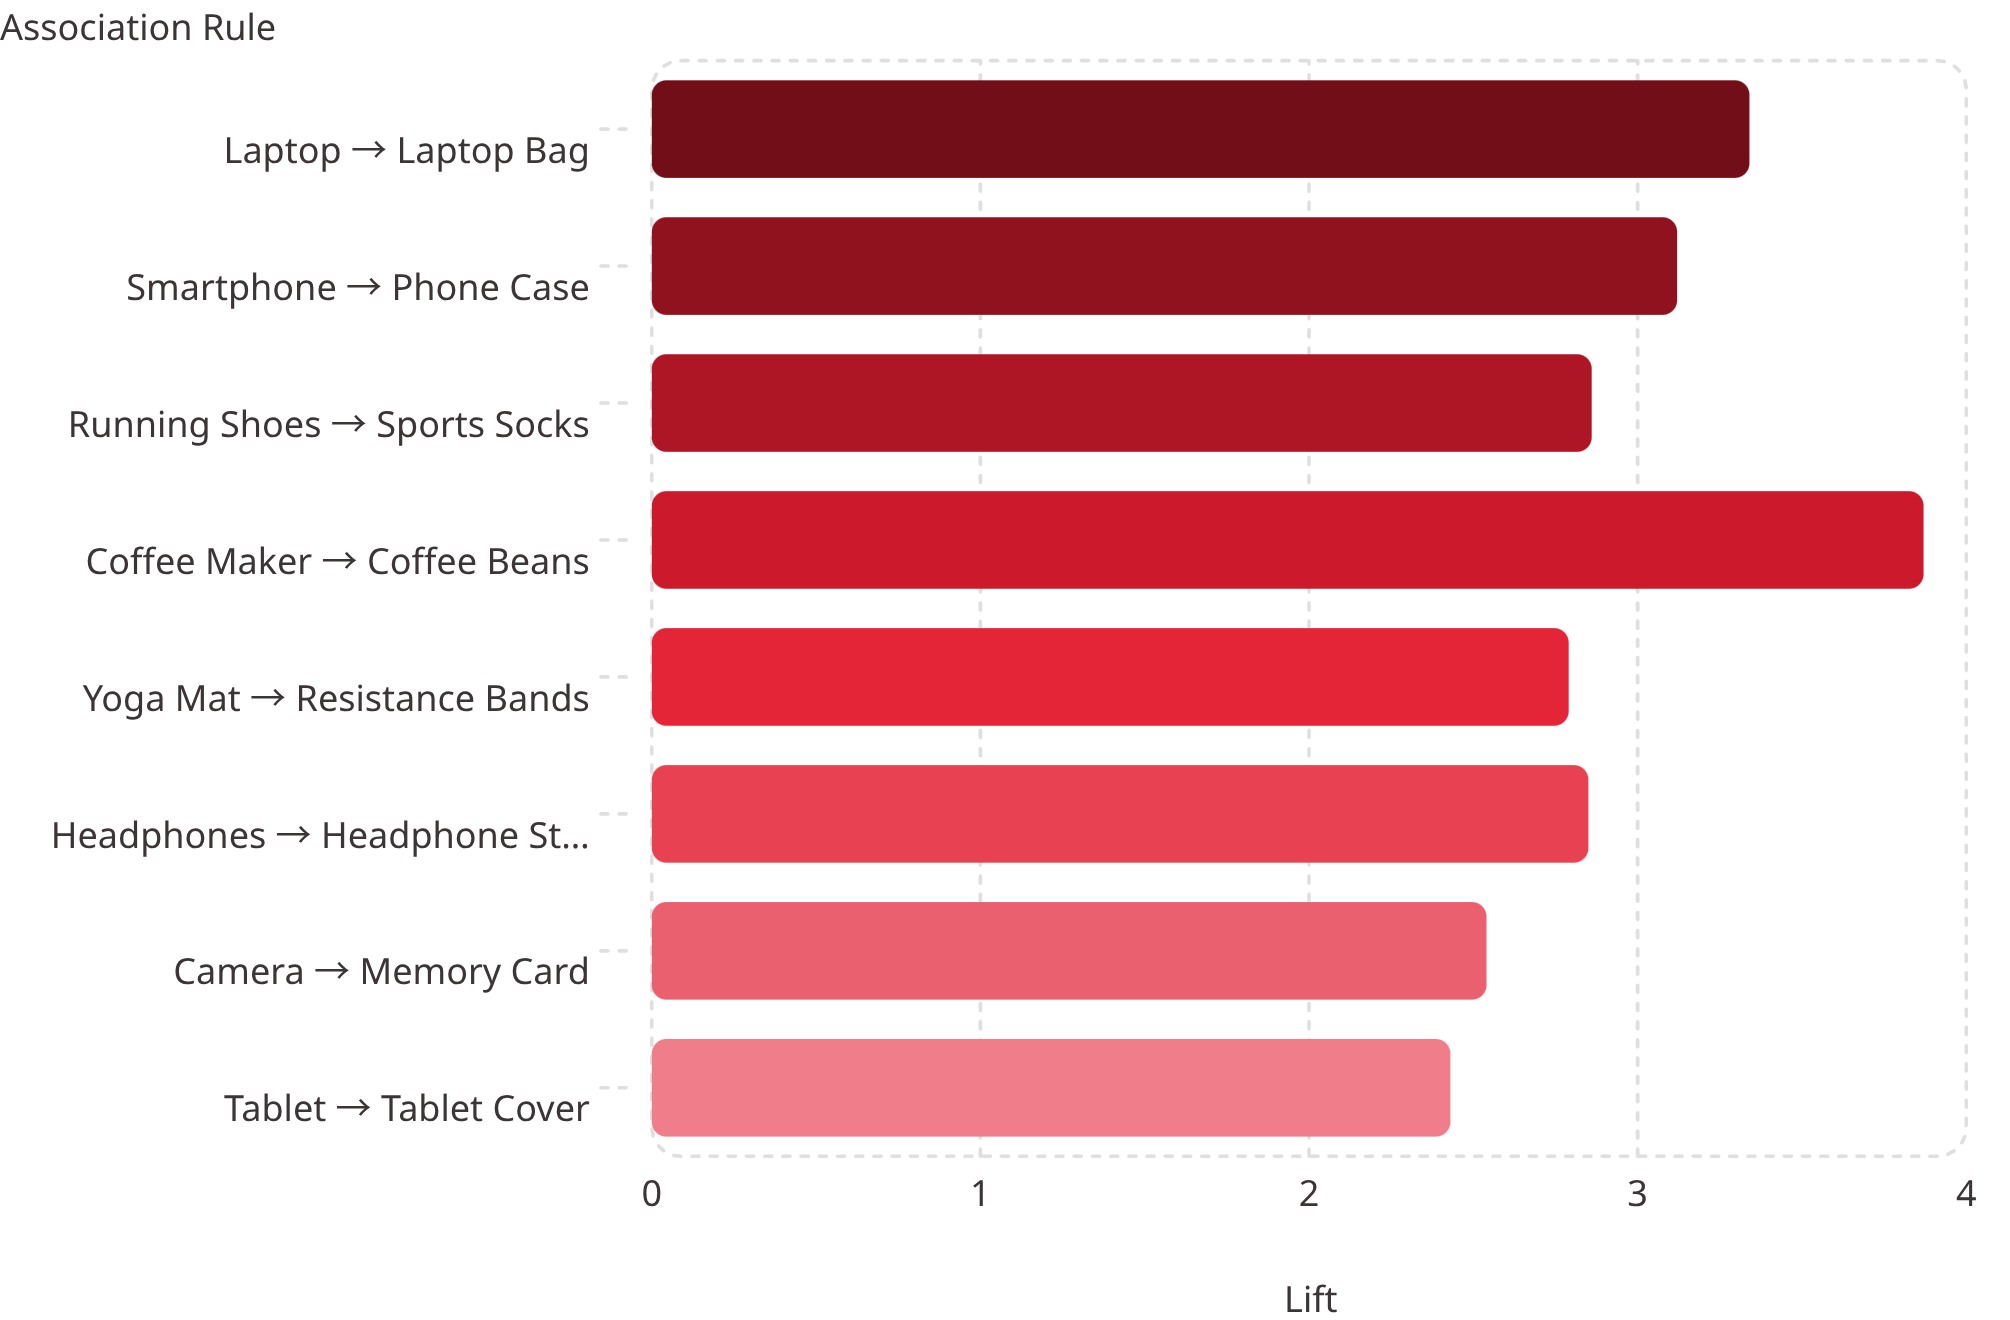 Association Rule
Laptop → Laptop Bag
Smartphone → Phone Case
Running Shoes → Sports Socks
Coffee Maker → Coffee Beans
Yoga Mat → Resistance Bands
Headphones → Headphone St...
Camera → Memory Card
Tablet → Tablet Cover
0 1 2 3 4
Lift